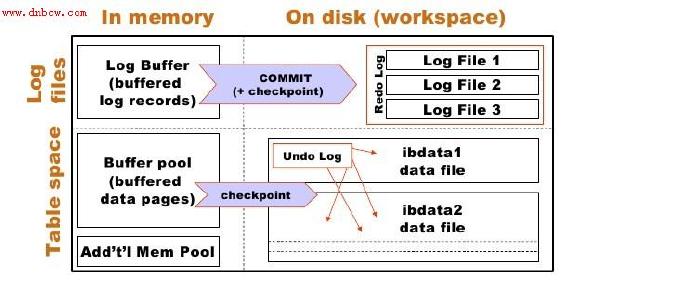 www.dnbcw.com
In memory
On disk (workspace)
Log
files
Log Buffer
(buffered
log records)
COMMIT
(+ checkpoint)
Redo Log
Log File 1
Log File 2
Log File 3
Table space
Buffer pool
(buffered
data pages)
checkpoint
Undo Log
ibdata1
data file
ibdata2
data file
Add't'l Mem Pool